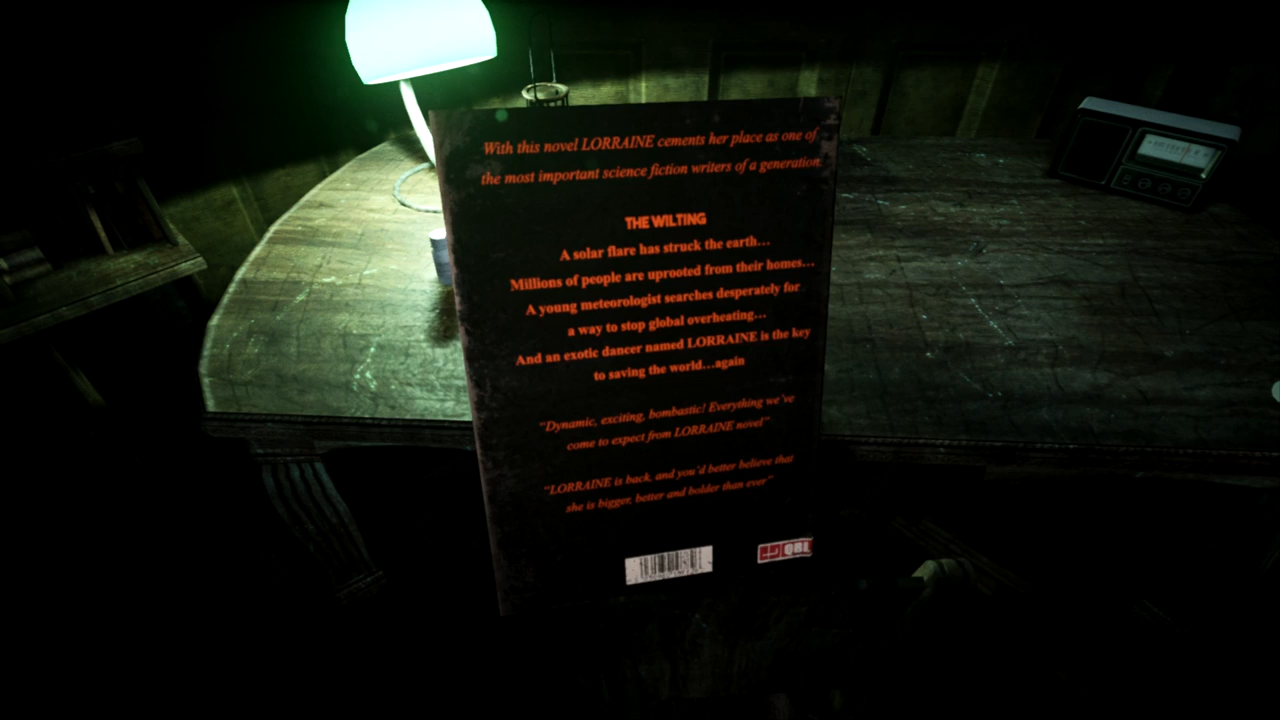 With this novel LORRAINE cements her place as one of
the most important science fiction writers of a generation.
THE WILTING
A solar flare has struck the earth...
Millions of people are uprooted from their homes...
A young meteorologist searches desperately for
a way to stop global overheating...
And an exotic dancer named LORRAINE is the key
to saving the world...again
“Dynamic, exciting, bombastic! Everything we've
come to expect from LORRAINE novel”
“LORRAINE is back, and you'd better believe that
she is bigger, better and bolder than ever”
QBL